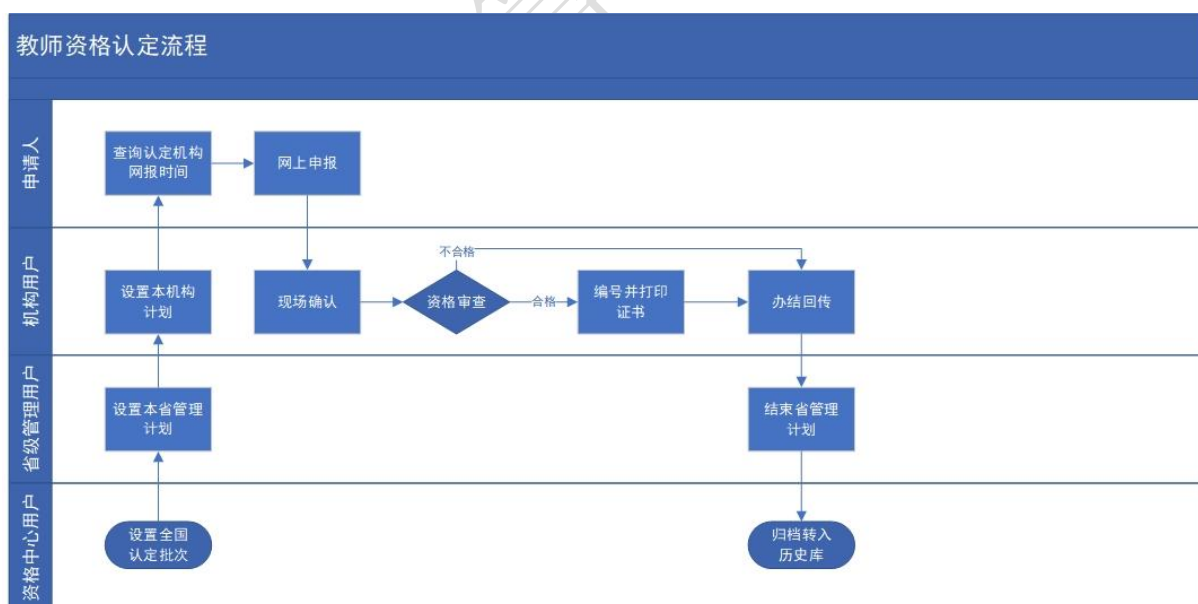 教师资格认定流程
申请人
查询认定机构
网报时间
网上申报
机构用户
设置本机构
计划
现场确认
不合格
资格审查
合格
编号并打印
证书
办结回传
省级管理用户
设置本省管理
计划
结束省管理
计划
资格中心用户
设置全国
认定批次
归档转入
历史库